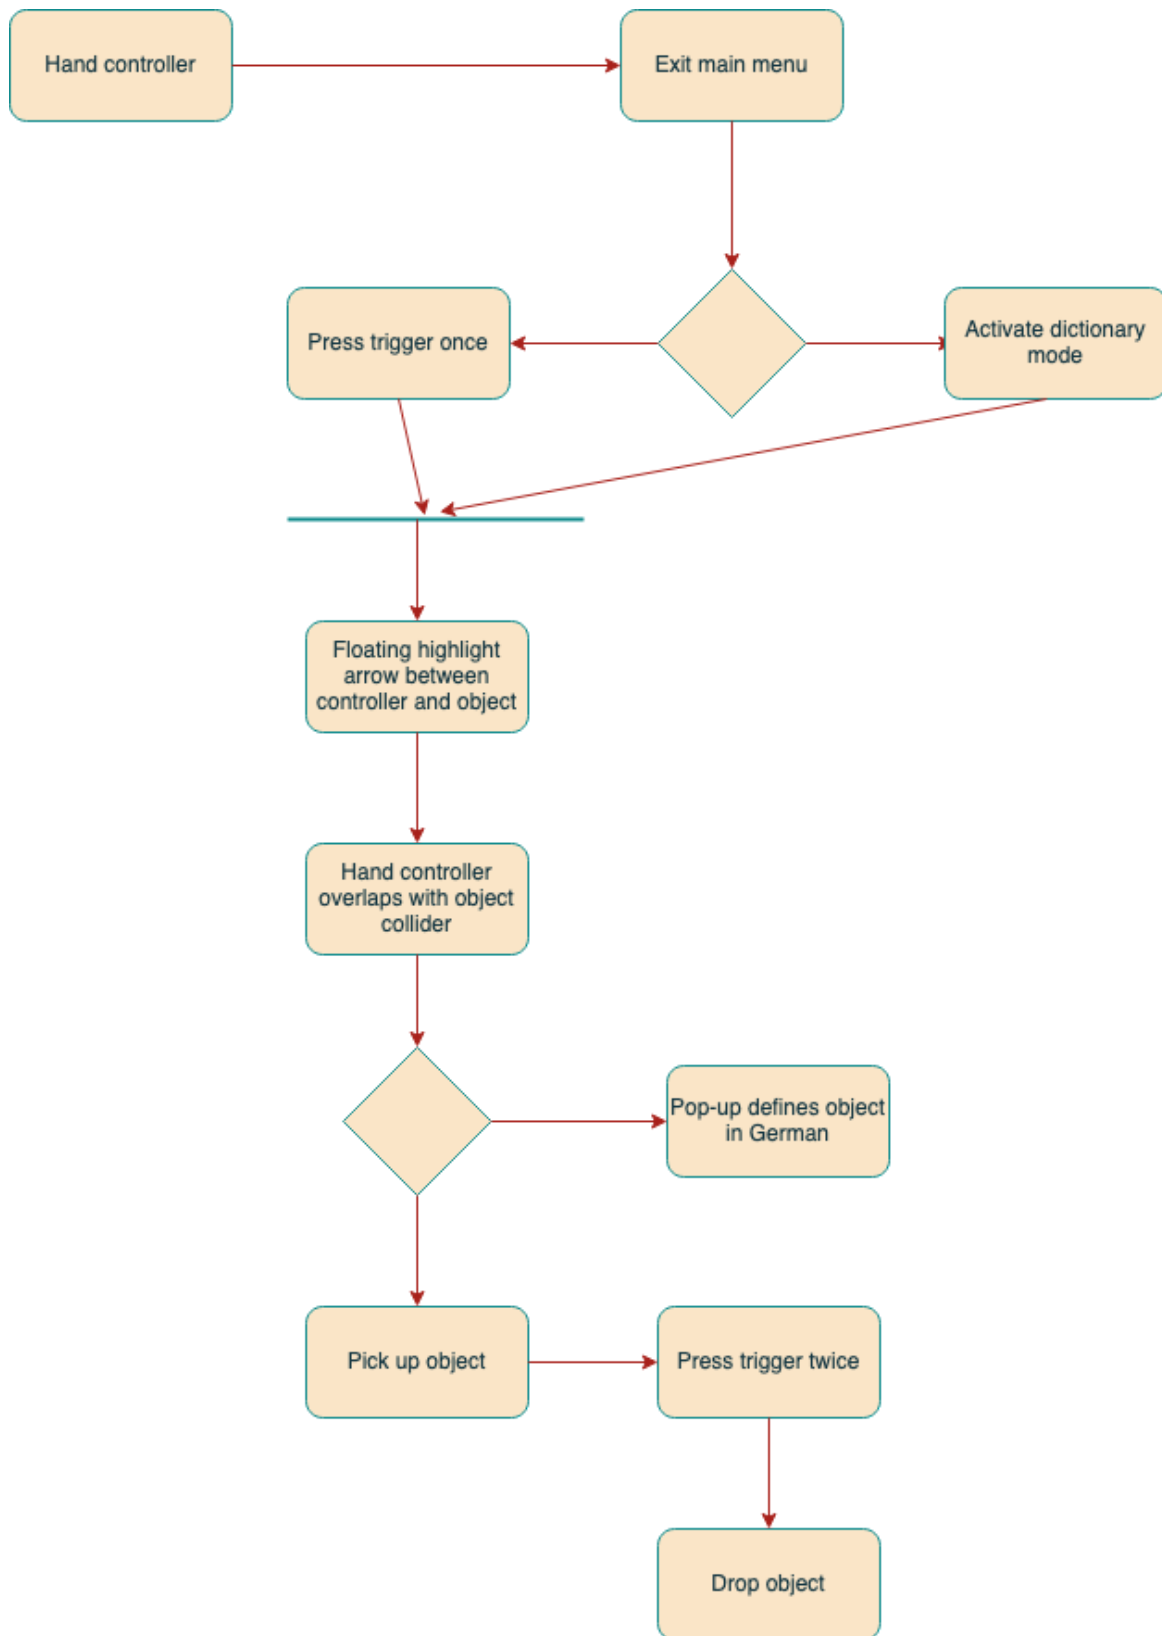 Hand controller
Exit main menu
Press trigger once
Activate dictionary
mode
Floating highlight
arrow between
controller and object
Hand controller
overlaps with object
collider
Pop-up defines object
in German
Pick up object
Press trigger twice
Drop object